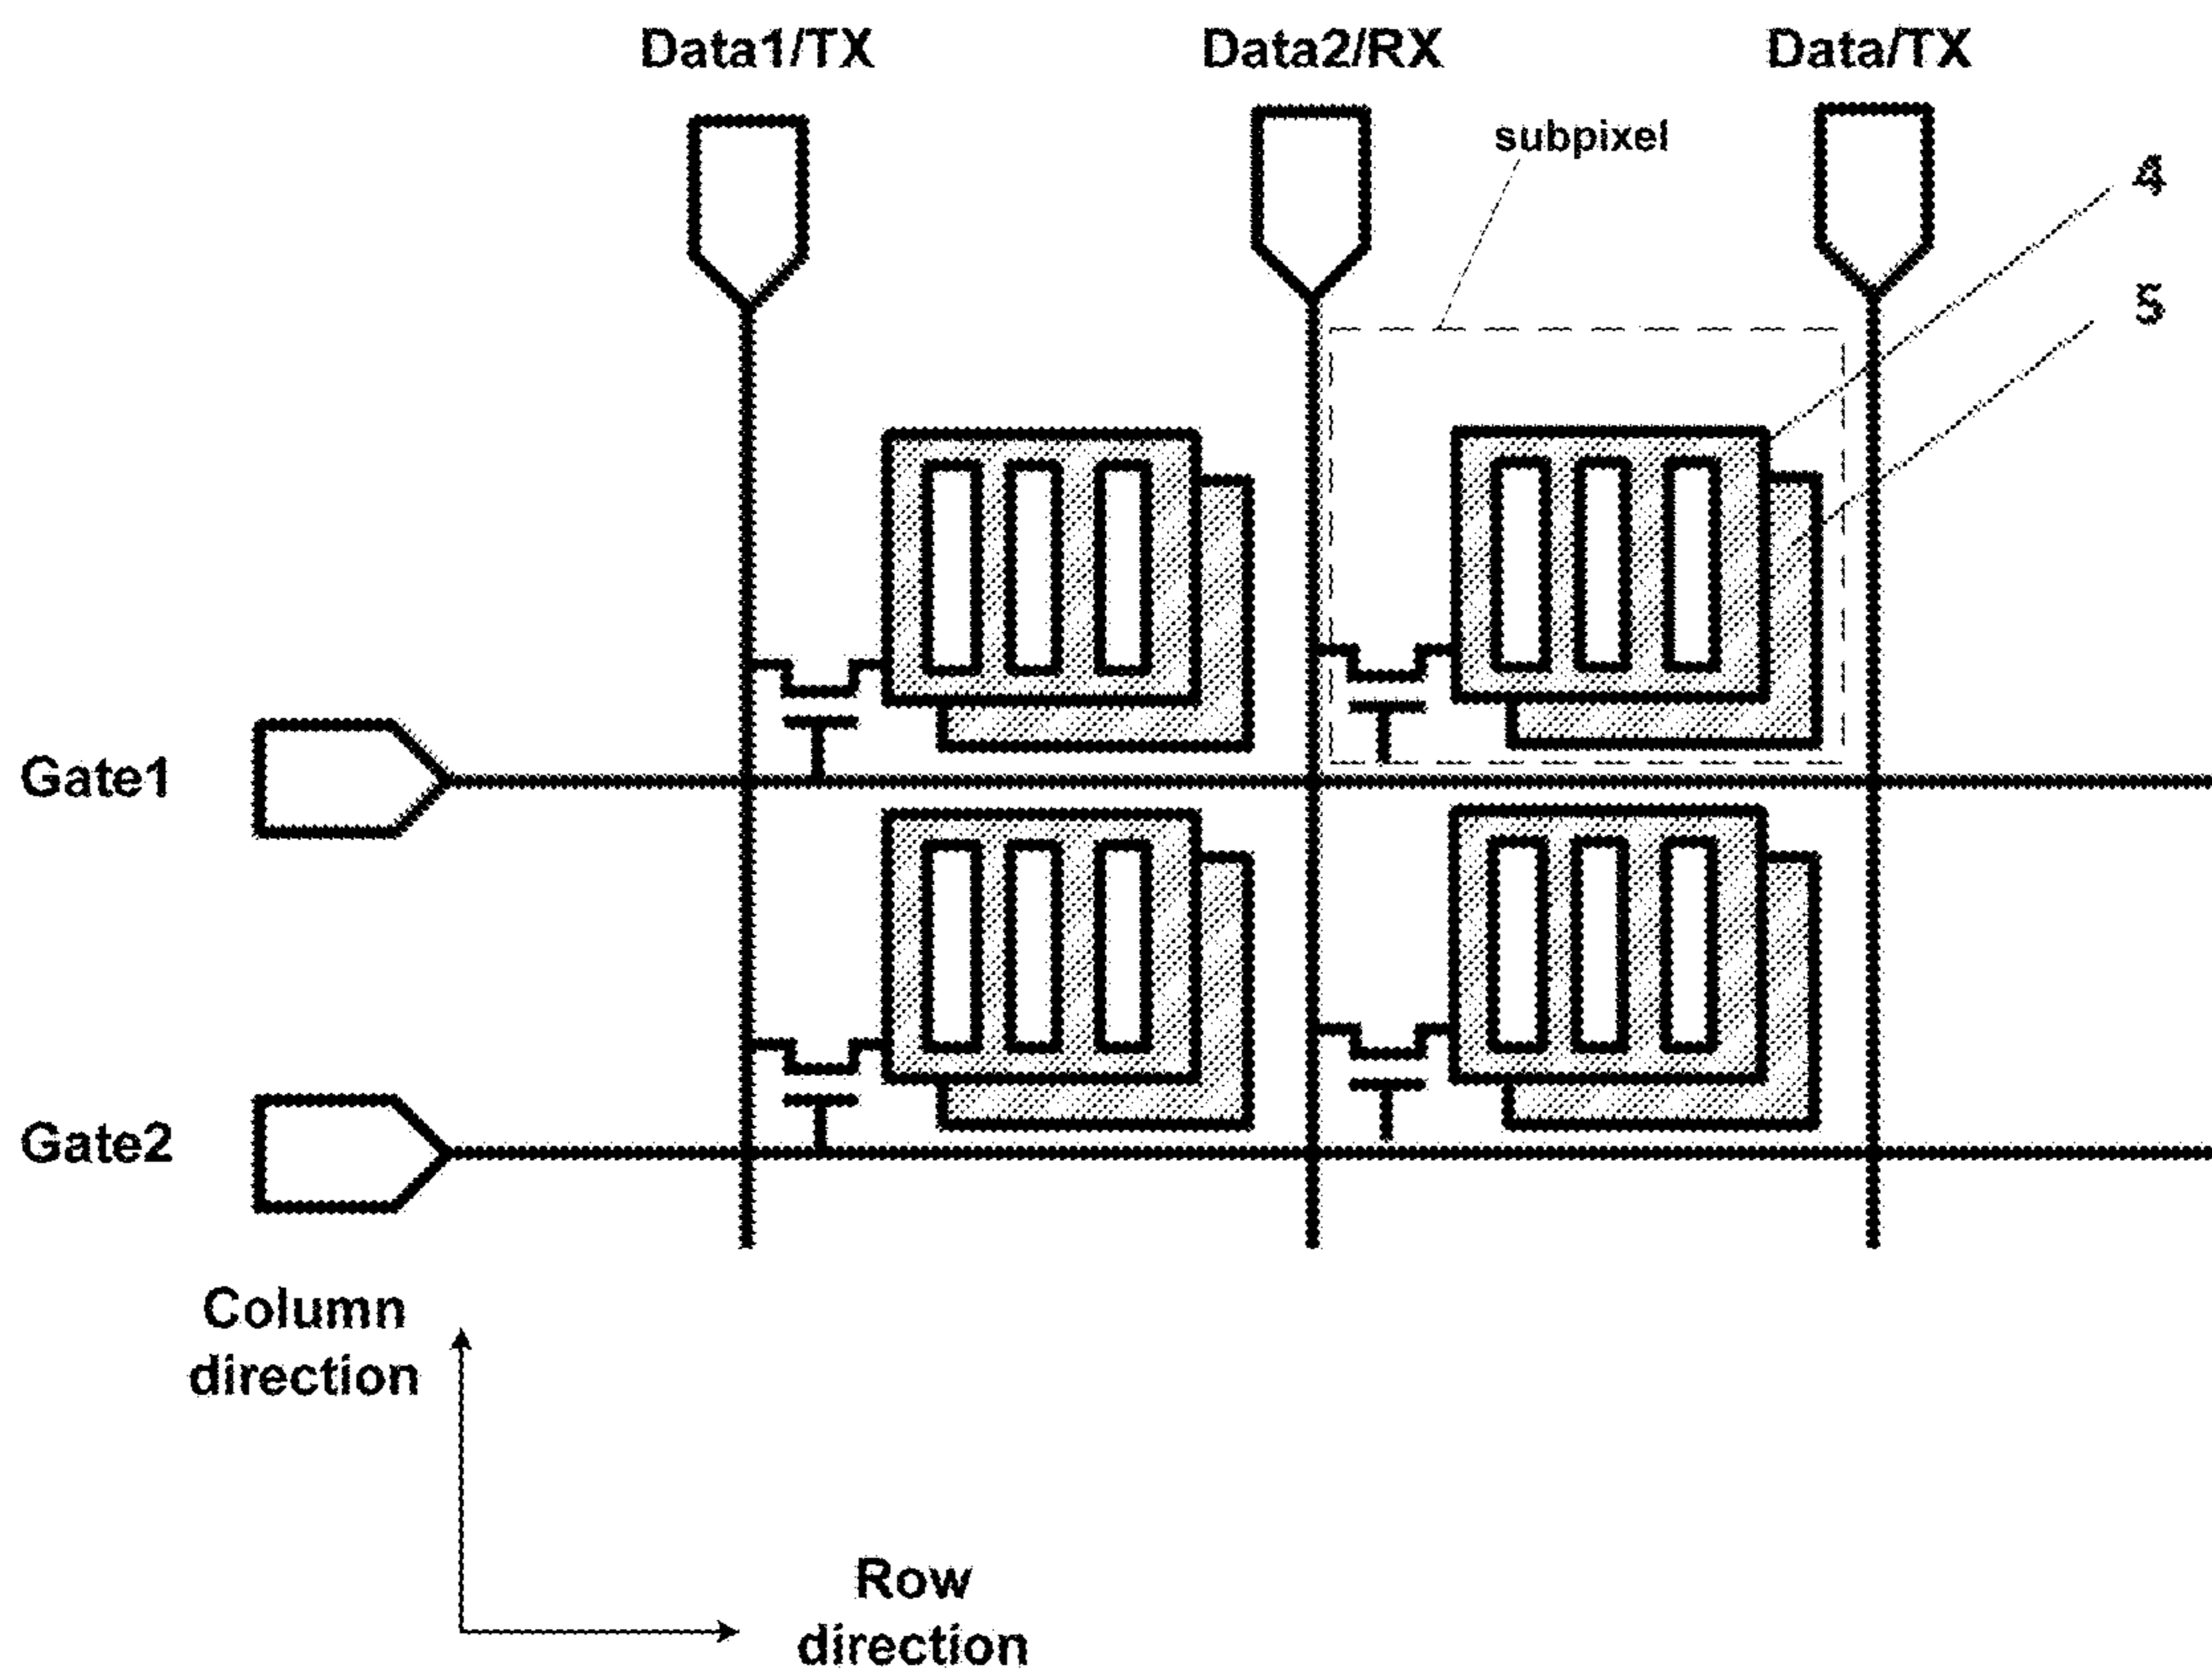 Data1/TX
Data2/RX
Data/TX
subpixel
4
5
Gate1
Gate2
Column
direction
Row
direction